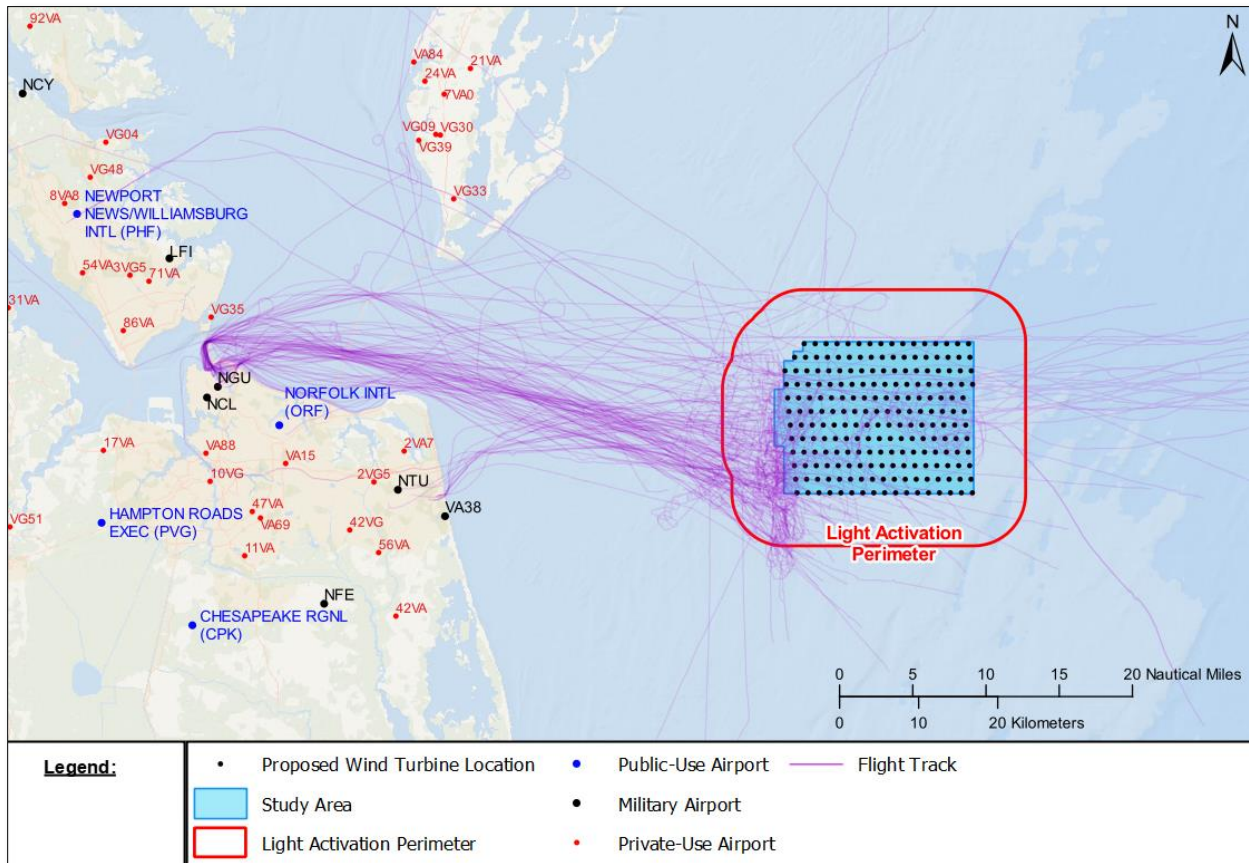 92VA
N
VA84
21VA
24VA
NCY
7VA0
VG04
VG09
VG30
VG39
VG48
8VA8
NEWPORT
NEWS/WILLIAMSBURG
INTL (PHF)
VG33
LFI
54VA
3VG5
71VA
31VA
VG35
86VA
NGU
NCL
NORFOLK INTL
(ORF)
17VA
VA88
2VA7
VA15
10VG
2VG5
NTU
47VA
VA69
VA38
HAMPTON ROADS
EXEC (PVG)
VG51
42VG
11VA
56VA
Light Activation
Perimeter
NFE
42VA
CHESAPEAKE RGNL
(CPK)
0 5 10 15 20 Nautical Miles
0 10 20 Kilometers
Legend:
Proposed Wind Turbine Location
Public-Use Airport
Flight Track
Study Area
Military Airport
Light Activation Perimeter
Private-Use Airport